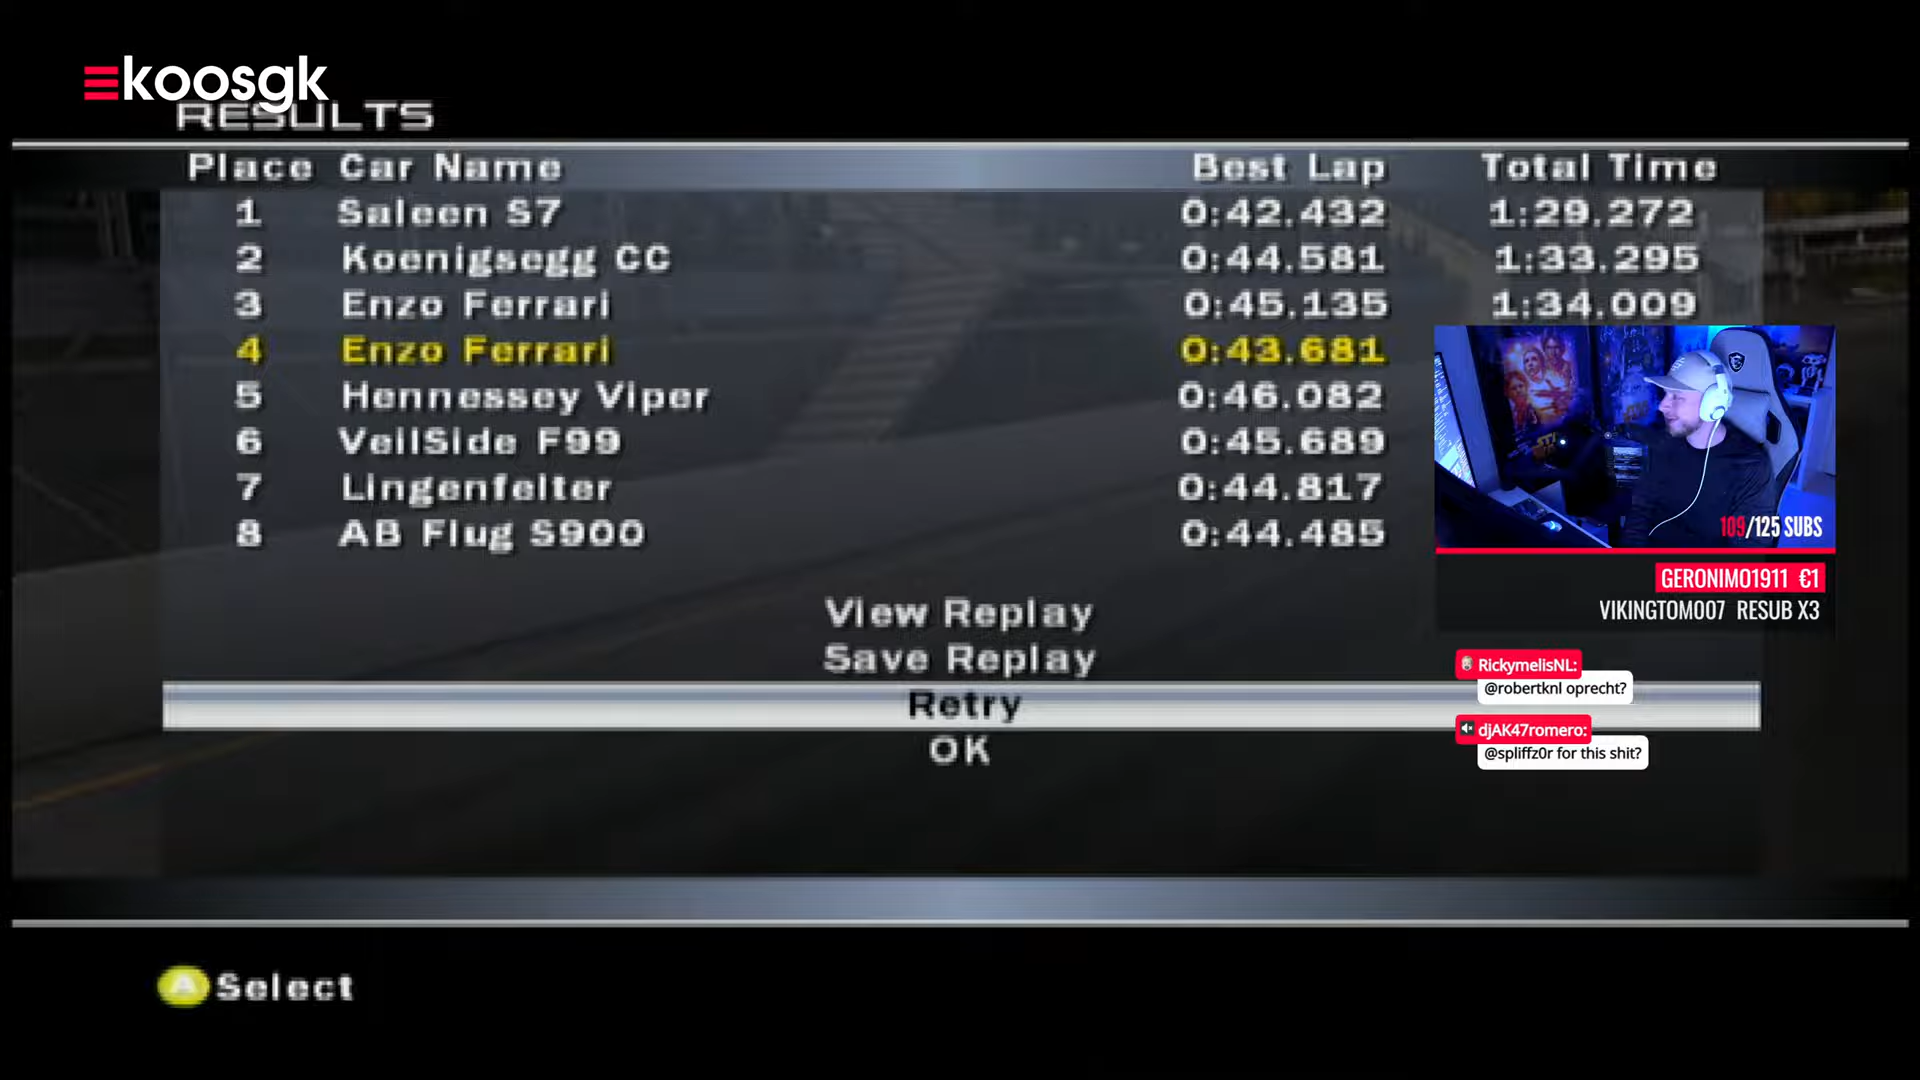 koosgk
RESULTS
Place Car Name Best Lap Total Time
1 Saleen S7 0:42.432 1:29.272
2 Koenigsegg CC 0:44.581 1:33.295
3 Enzo Ferrari 0:45.135 1:34.009
4 Enzo Ferrari 0:43.681
5 Hennessey Viper 0:46.082
6 VeilSide F99 0:45.689
7 Lingenfelter 0:44.817
8 AB Flug S900 0:44.485
109/125 SUBS
GERONIMO1911 €1
VIKINGTOM007 RESUB X3
View Replay
Save Replay
Retry
OK
RickymelisNL:
@robertknl oprecht?
djAK47romero:
@spliffz0r for this shit?
A Select